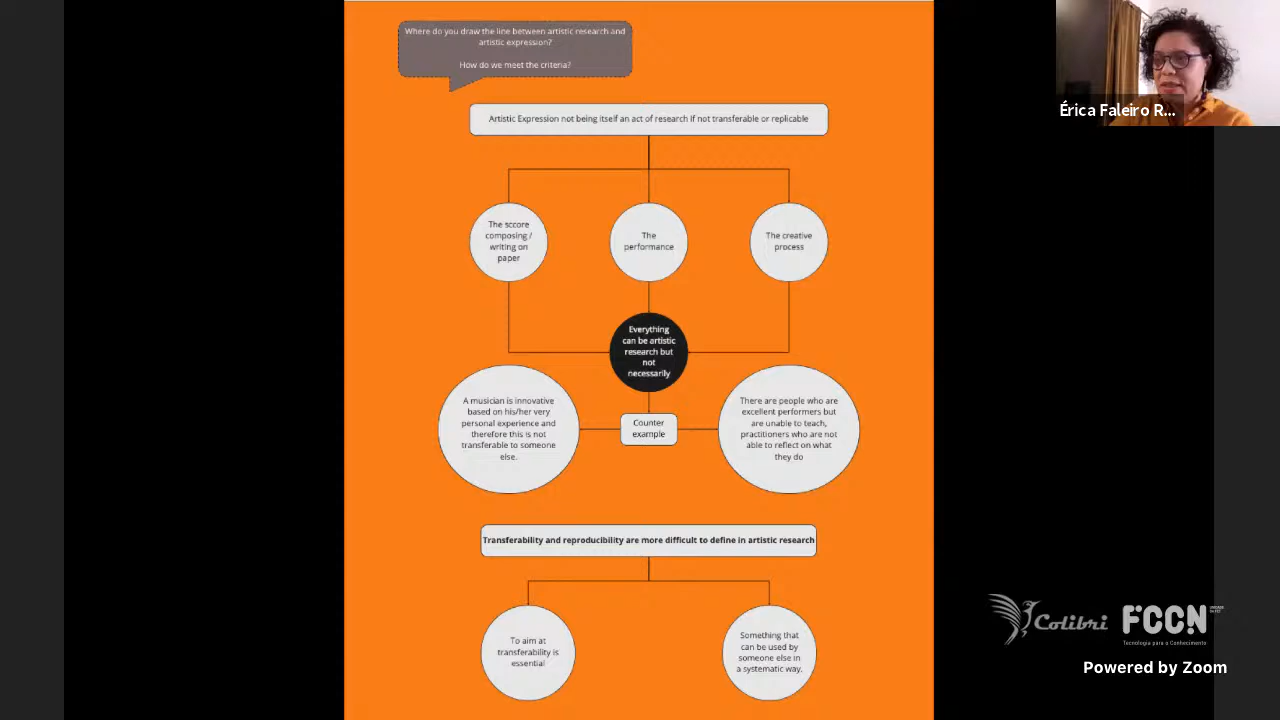 Where do you draw the line between artistic research and
artistic expression?
How do we meet the criteria?
Érica Faleiro R...
Artistic Expression not being itself an act of research if not transferable or replicable
The sccore
composing /
writing on
paper
The
performance
The creative
process
Everything
can be artistic
research but
not
necessarily
A musician is innovative
based on his/her very
personal experience and
therefore this is not
transferable to someone
else.
Counter
example
There are people who are
excellent performers but
are unable to teach,
practitioners who are not
able to reflect on what
they do
Transferability and reproducibility are more difficult to define in artistic research
To aim at
transferability is
essential
Something that
can be used by
someone else in
a systematic way.
Colibri
FCCN
Tecnologia para o Conhecimento
Powered by Zoom